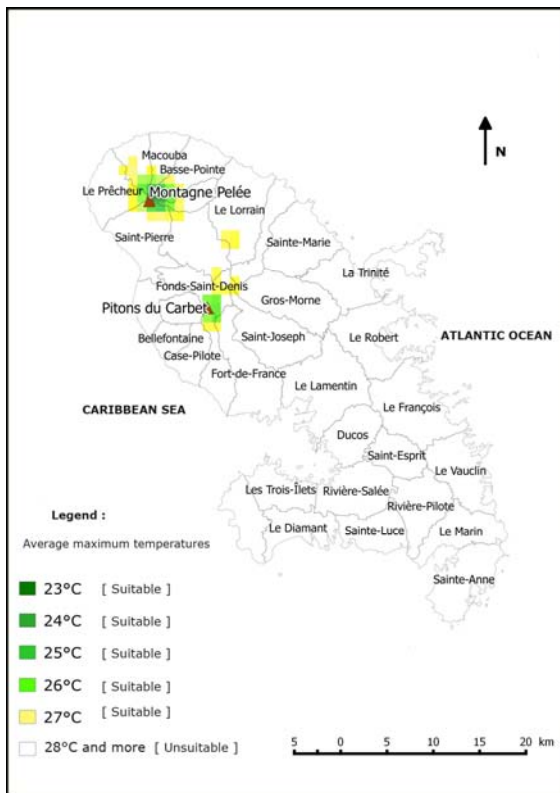 N
Macouba
Basse-Pointe
Le Prêcheur
Montagne Pelée
Le Lorrain
Saint-Pierre
Sainte-Marie
La Trinité
Fonds-Saint-Denis
Gros-Morne
Pitons du Carbet
Bellefontaine
Saint-Joseph
Le Robert
ATLANTIC OCEAN
Case-Pilote
Fort-de-France
Le Lamentin
CARIBBEAN SEA
Le François
Ducos
Saint-Esprit
Le Vauclin
Les Trois-Îlets
Rivière-Salée
Rivière-Pilote
Le Diamant
Sainte-Luce
Le Marin
Sainte-Anne
Legend :
Average maximum temperatures
23°C [ Suitable ]
24°C [ Suitable ]
25°C [ Suitable ]
26°C [ Suitable ]
27°C [ Suitable ]
28°C and more [ Unsuitable ]
5 0 5 10 15 20 km